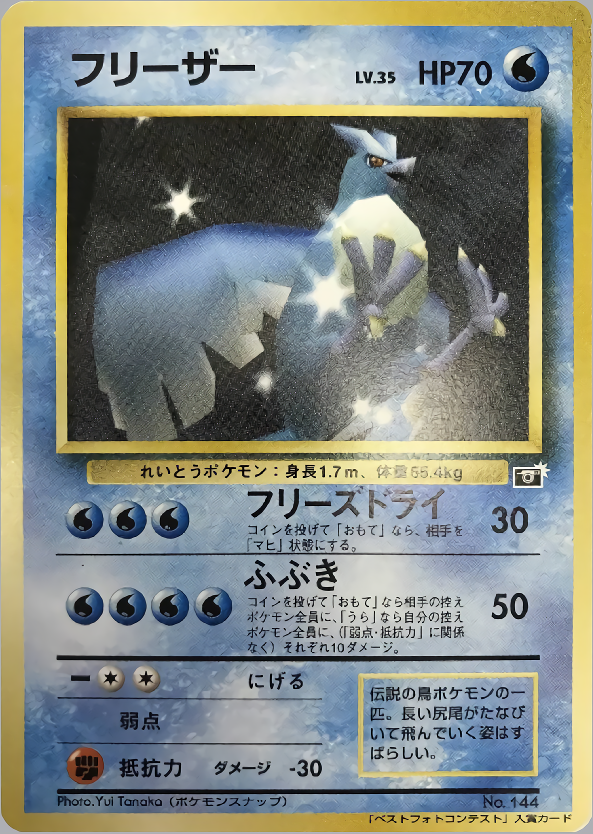 フリーザー LV.35 HP70
れいとうポケモン：身長1.7m、体重55.4kg
フリーズドライ 30
コインを投げて「おもて」なら、相手を
「マヒ」状態にする。
ふぶき 50
コインを投げて「おもて」なら相手の控え
ポケモン全員に、「うら」なら自分の控え
ポケモン全員に、（「弱点・抵抗力」に関係
なく）それぞれ10ダメージ。
にげる
弱点
抵抗力 ダメージ -30
伝説の鳥ポケモンの一
匹。長い尻尾がたなび
いて飛んでいく姿はす
ばらしい。
Photo.Yui Tanaka（ポケモンスナップ） No. 144
「ベストフォトコンテスト」入賞カード